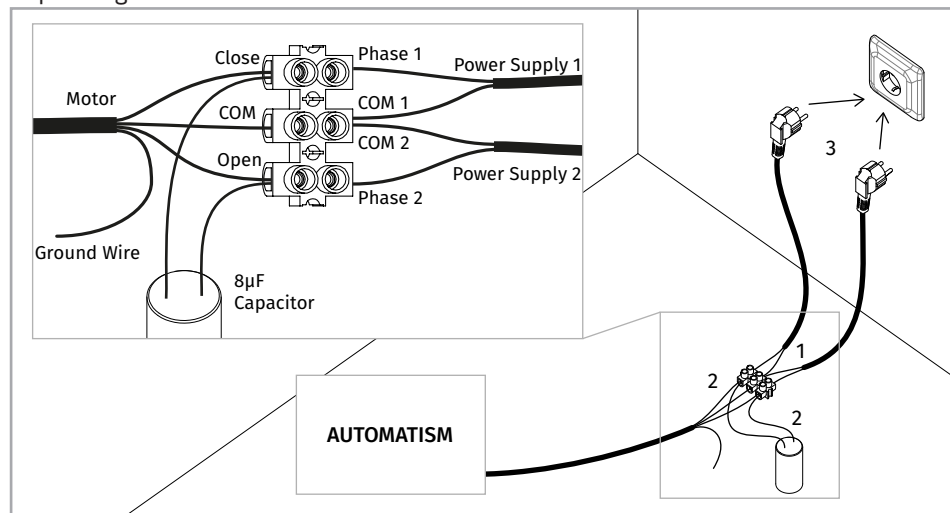 Close
Phase 1
Power Supply 1
Motor
COM
COM 1
COM 2
Open
Power Supply 2
Phase 2
Ground Wire
8µF
Capacitor
3
1
2
2
AUTOMATISM